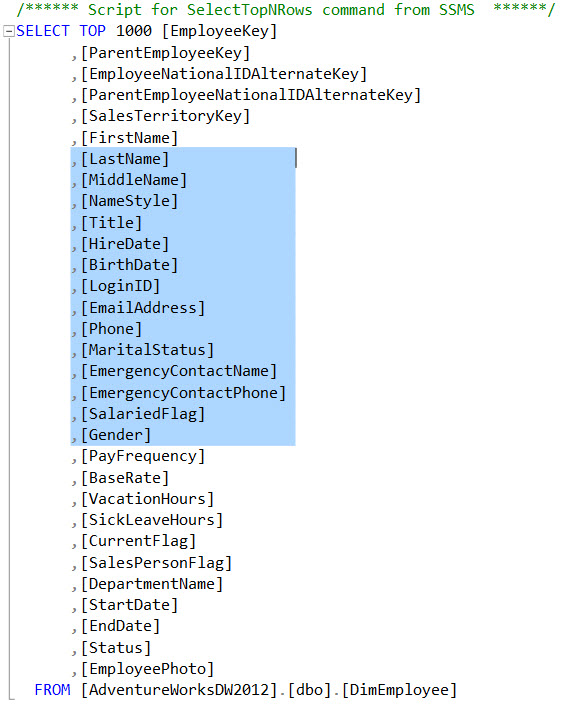 /****** Script for SelectTopNRows command from SSMS  ******/
SELECT TOP 1000 [EmployeeKey]
      ,[ParentEmployeeKey]
      ,[EmployeeNationalIDAlternateKey]
      ,[ParentEmployeeNationalIDAlternateKey]
      ,[SalesTerritoryKey]
      ,[FirstName]
      ,[LastName]
      ,[MiddleName]
      ,[NameStyle]
      ,[Title]
      ,[HireDate]
      ,[BirthDate]
      ,[LoginID]
      ,[EmailAddress]
      ,[Phone]
      ,[MaritalStatus]
      ,[EmergencyContactName]
      ,[EmergencyContactPhone]
      ,[SalariedFlag]
      ,[Gender]
      ,[PayFrequency]
      ,[BaseRate]
      ,[VacationHours]
      ,[SickLeaveHours]
      ,[CurrentFlag]
      ,[SalesPersonFlag]
      ,[DepartmentName]
      ,[StartDate]
      ,[EndDate]
      ,[Status]
      ,[EmployeePhoto]
  FROM [AdventureWorksDW2012].[dbo].[DimEmployee]